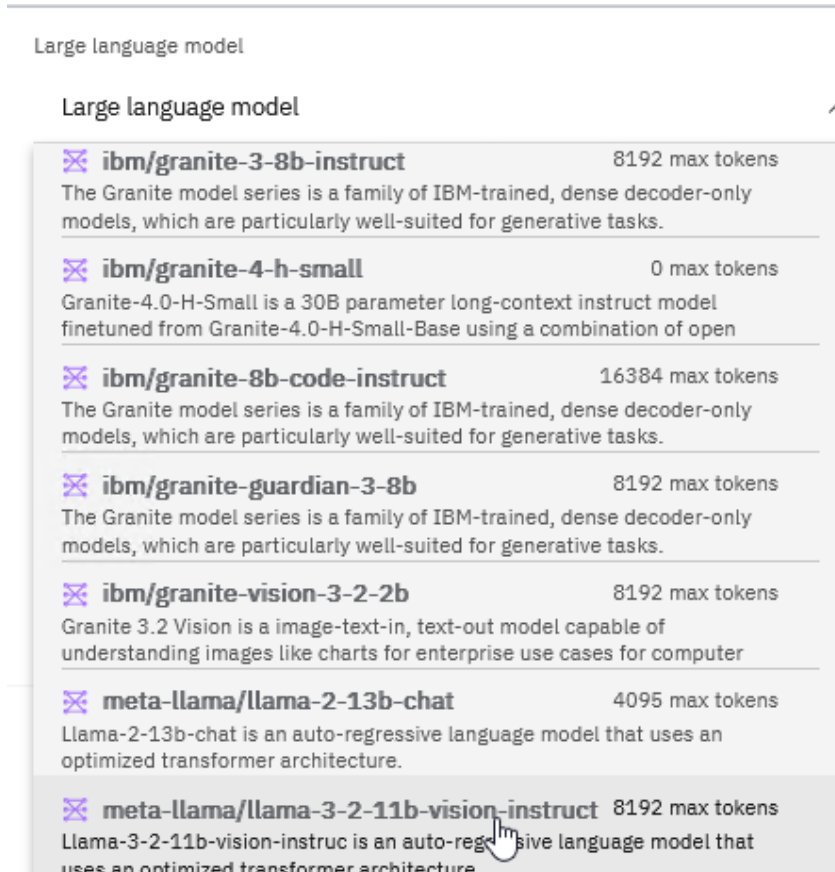 Large language model
Large language model
ibm/granite-3-8b-instruct 8192 max tokens
The Granite model series is a family of IBM-trained, dense decoder-only
models, which are particularly well-suited for generative tasks.
ibm/granite-4-h-small 0 max tokens
Granite-4.0-H-Small is a 30B parameter long-context instruct model
finetuned from Granite-4.0-H-Small-Base using a combination of open
ibm/granite-8b-code-instruct 16384 max tokens
The Granite model series is a family of IBM-trained, dense decoder-only
models, which are particularly well-suited for generative tasks.
ibm/granite-guardian-3-8b 8192 max tokens
The Granite model series is a family of IBM-trained, dense decoder-only
models, which are particularly well-suited for generative tasks.
ibm/granite-vision-3-2-2b 8192 max tokens
Granite 3.2 Vision is a image-text-in, text-out model capable of
understanding images like charts for enterprise use cases for computer
meta-llama/llama-2-13b-chat 4095 max tokens
Llama-2-13b-chat is an auto-regressive language model that uses an
optimized transformer architecture.
meta-llama/llama-3-2-11b-vision-instruct 8192 max tokens
Llama-3-2-11b-vision-instruc is an auto-regressive language model that
uses an optimized transformer architecture.